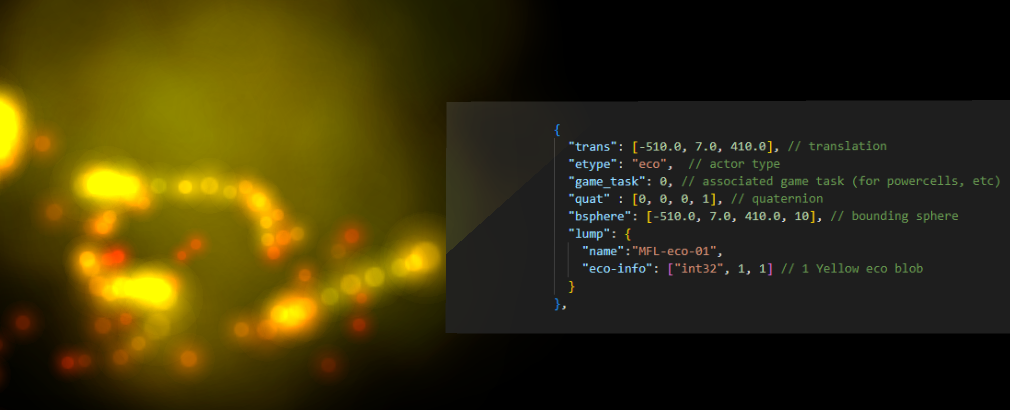 {
"trans": [-510.0, 7.0, 410.0], // translation
"etype": "eco",  // actor type
"game_task": 0, // associated game task (for powercells, etc)
"quat" : [0, 0, 0, 1], // quaternion
"bsphere": [-510.0, 7.0, 410.0, 10], // bounding sphere
"lump": {
"name":"MFL-eco-01",
"eco-info": ["int32", 1, 1] // 1 Yellow eco blob
}
},